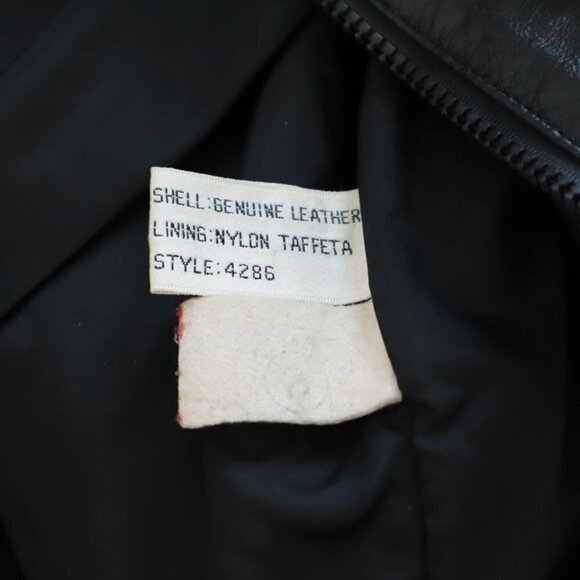 SHELL:GENUINE LEATHER
LINING:NYLON TAFFETA
STYLE:4286